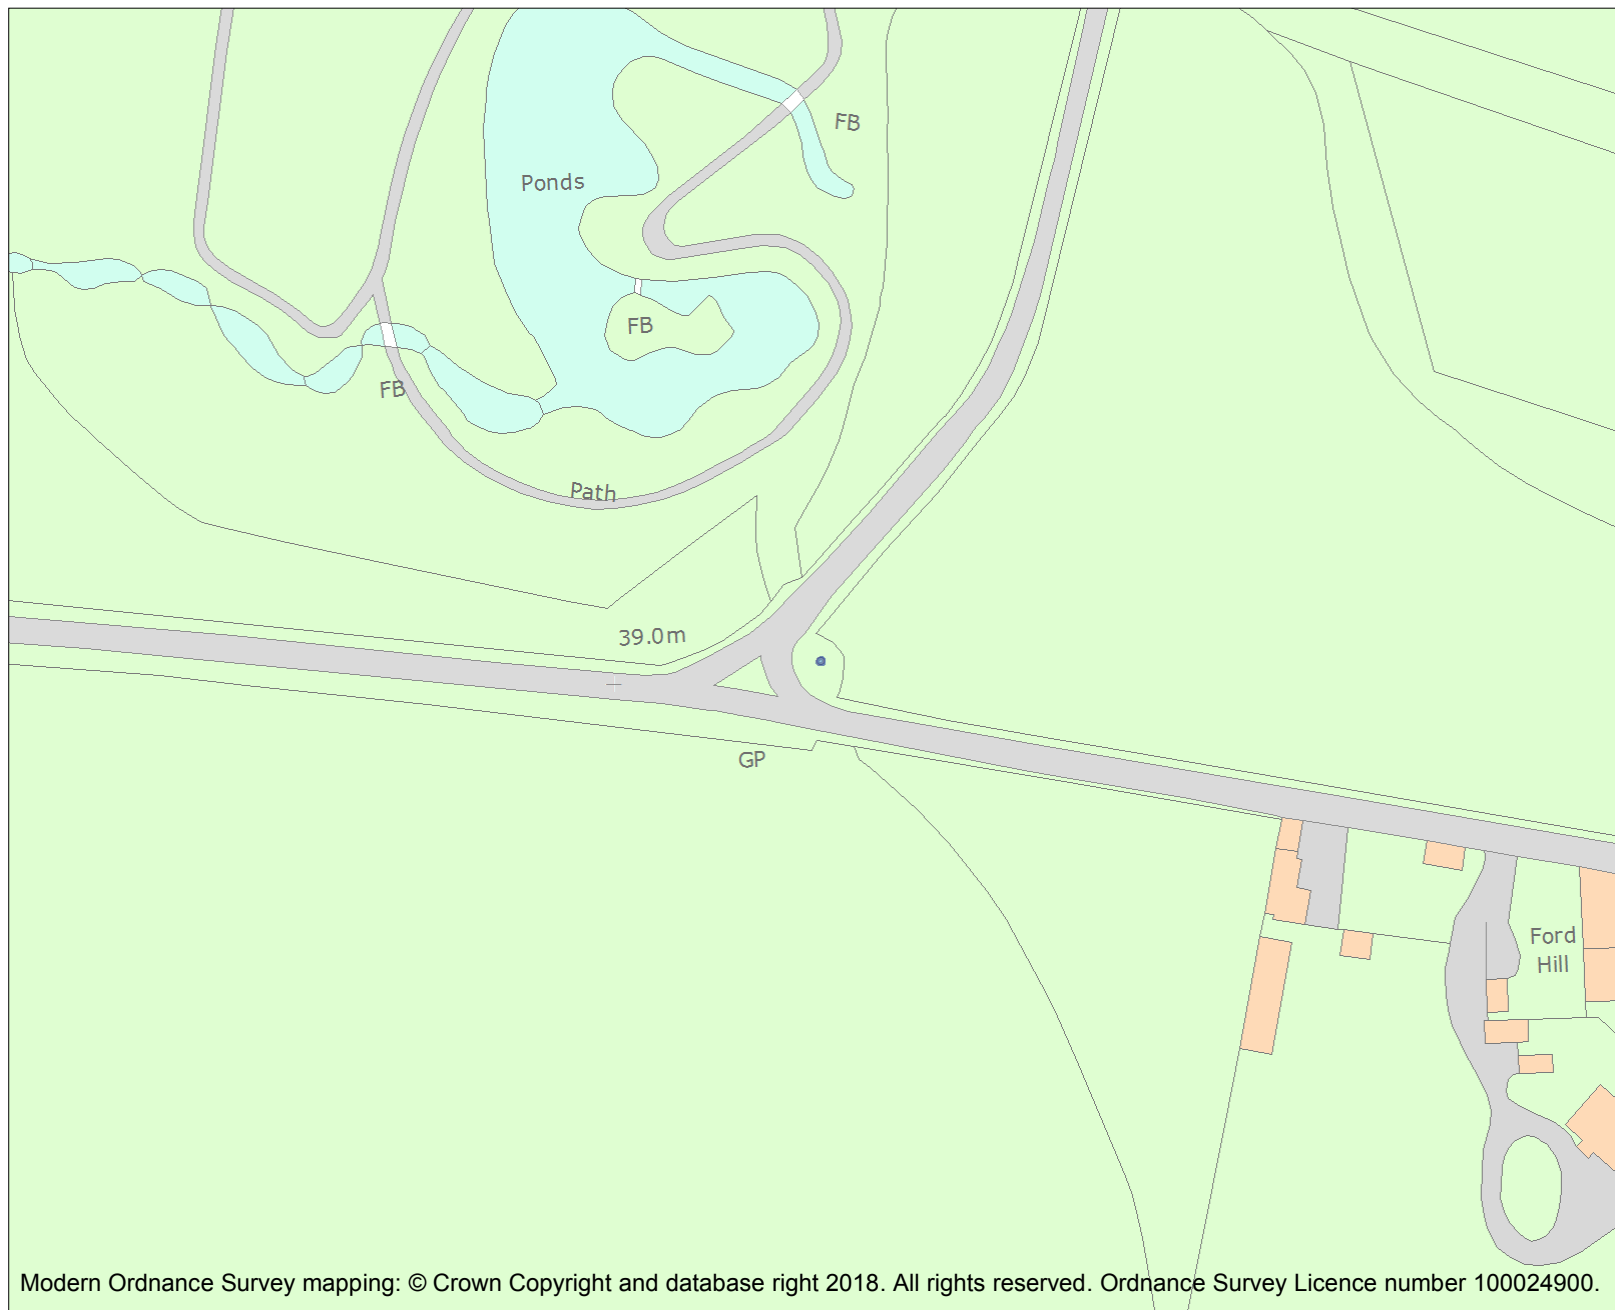 FB
Ponds
FB
FB
Path
39.0m
GP
Ford
Hill
Modern Ordnance Survey mapping: © Crown Copyright and database right 2018. All rights reserved. Ordnance Survey Licence number 100024900.